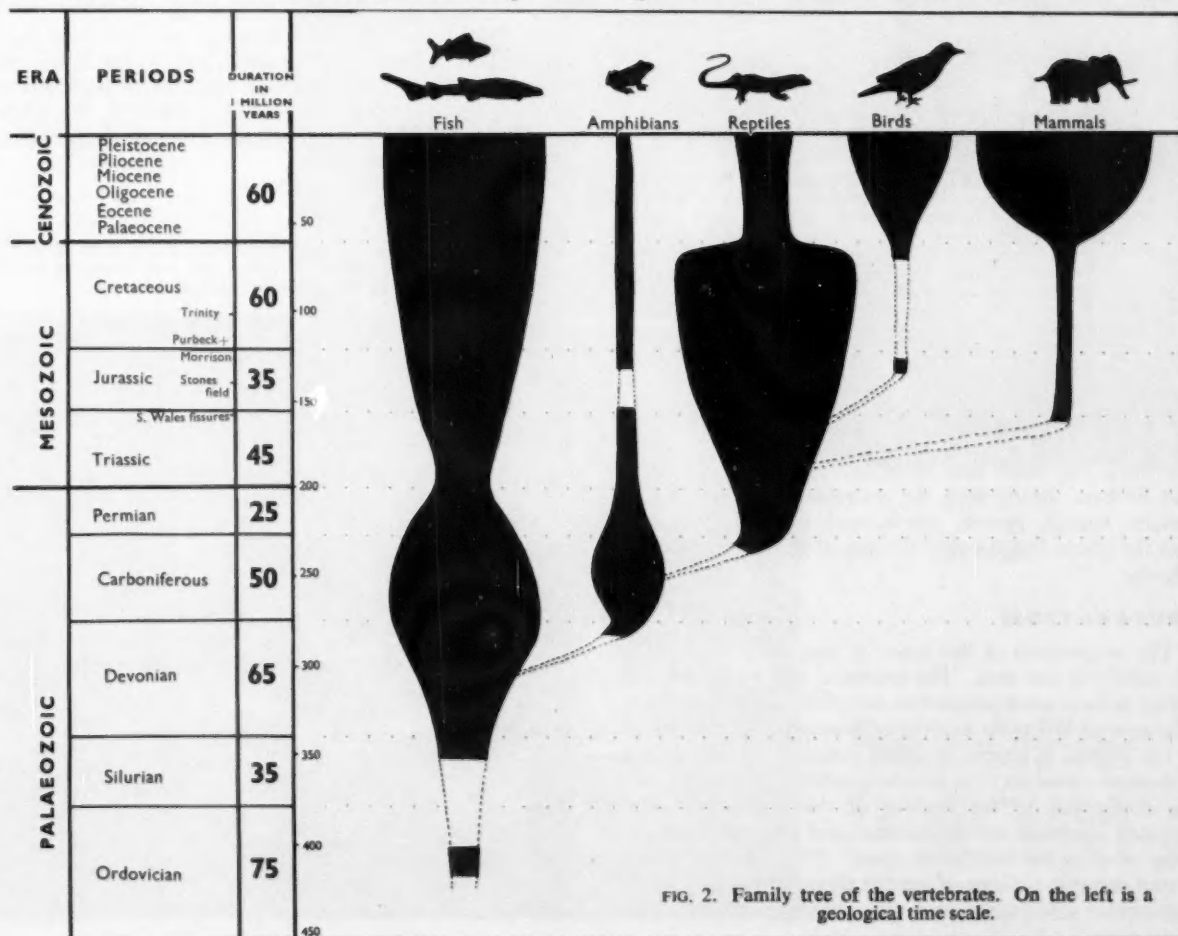 ERA
PERIODS
DURATION
IN
1 MILLION
YEARS
Fish
Amphibians
Reptiles
Birds
Mammals
CENOZOIC
Pleistocene
Pliocene
Miocene
Oligocene
Eocene
Palaeocene
60
50
MESOZOIC
Cretaceous
60
Trinity
100
Purbeck+
Morrison
Jurassic
Stones
field
35
150
S. Wales fissures
Triassic
45
200
PALAEOZOIC
Permian
25
Carboniferous
50
250
Devonian
65
300
350
Silurian
35
400
Ordovician
75
450
FIG. 2. Family tree of the vertebrates. On the left is a
geological time scale.